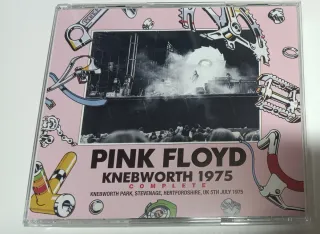 PINK FLOYD
KNEBWORTH 1975
COMPLETE
KNEBWORTH PARK, STEVENAGE, HERTFORDSHIRE, UK 5TH JULY 1975